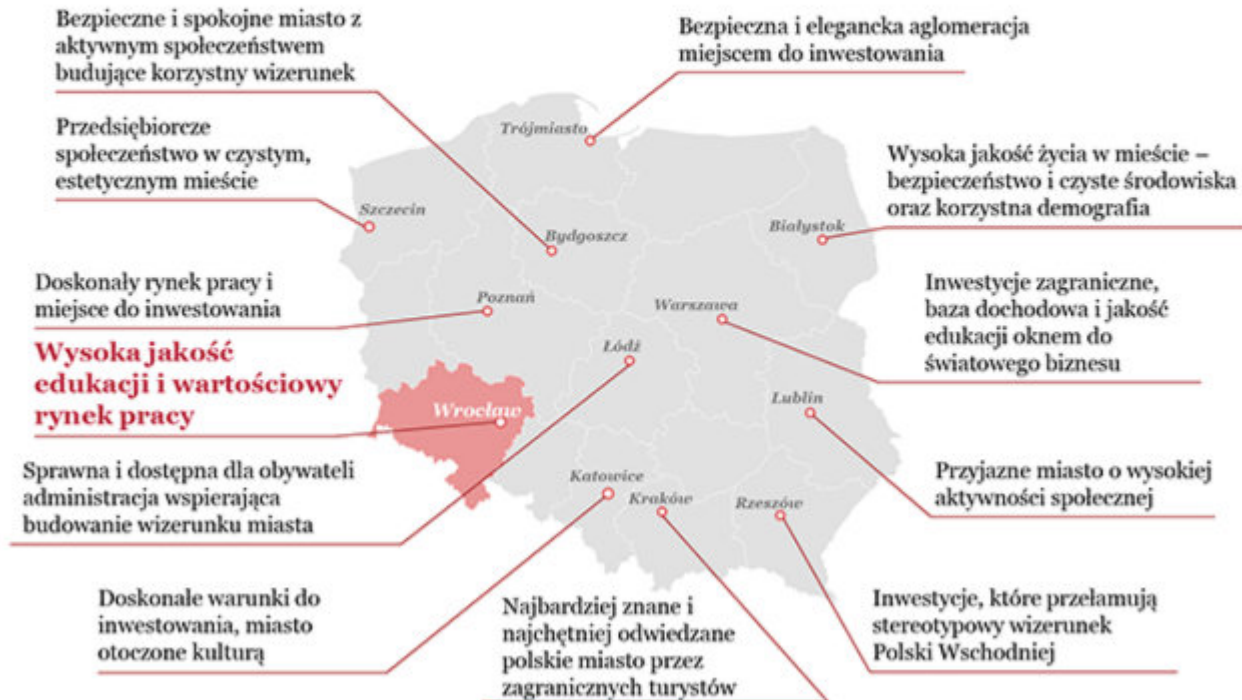 Bezpieczne i spokojne miasto z
aktywnym społeczeństwem
budujące korzystny wizerunek
Bezpieczna i elegancka aglomeracja
miejscem do inwestowania
Trójmiasto
Przedsiębiorcze
społeczeństwo w czystym,
estetycznym mieście
Wysoka jakość życia w mieście –
bezpieczeństwo i czyste środowiska
oraz korzystna demografia
Szczecin
Bydgoszcz
Białystok
Doskonały rynek pracy i
miejsce do inwestowania
Poznań
Warszawa
Inwestycje zagraniczne,
baza dochodowa i jakość
edukacji oknem do
światowego biznesu
Wysoka jakość
edukacji i wartościowy
rynek pracy
Łódź
Wrocław
Lublin
Sprawna i dostępna dla obywateli
administracja wspierająca
budowanie wizerunku miasta
Katowice
Kraków
Rzeszów
Przyjazne miasto o wysokiej
aktywności społecznej
Doskonałe warunki do
inwestowania, miasto
otoczone kulturą
Najbardziej znane i
najchętniej odwiedzane
polskie miasto przez
zagranicznych turystów
Inwestycje, które przełamują
stereotypowy wizerunek
Polski Wschodniej